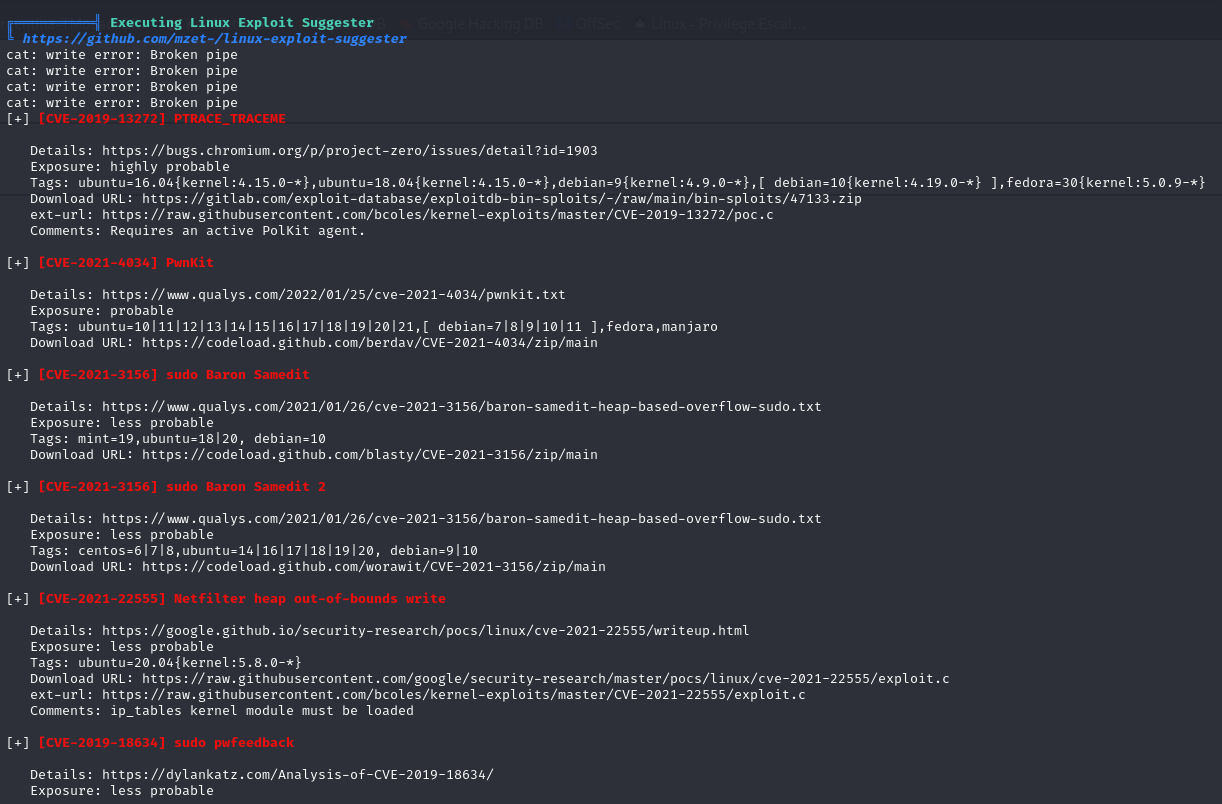 Google Hacking DB OffSec Linux - Privilege Escal...
╔══════════╣ Executing Linux Exploit Suggester
╚ https://github.com/mzet-/linux-exploit-suggester
cat: write error: Broken pipe
cat: write error: Broken pipe
cat: write error: Broken pipe
cat: write error: Broken pipe
[+] [CVE-2019-13272] PTRACE_TRACEME
Details: https://bugs.chromium.org/p/project-zero/issues/detail?id=1903
Exposure: highly probable
Tags: ubuntu=16.04{kernel:4.15.0-*},ubuntu=18.04{kernel:4.15.0-*},debian=9{kernel:4.9.0-*},[ debian=10{kernel:4.19.0-*} ],fedora=30{kernel:5.0.9-*}
Download URL: https://gitlab.com/exploit-database/exploitdb-bin-sploits/-/raw/main/bin-sploits/47133.zip
ext-url: https://raw.githubusercontent.com/bcoles/kernel-exploits/master/CVE-2019-13272/poc.c
Comments: Requires an active PolKit agent.
[+] [CVE-2021-4034] PwnKit
Details: https://www.qualys.com/2022/01/25/cve-2021-4034/pwnkit.txt
Exposure: probable
Tags: ubuntu=10|11|12|13|14|15|16|17|18|19|20|21,[ debian=7|8|9|10|11 ],fedora,manjaro
Download URL: https://codeload.github.com/berdav/CVE-2021-4034/zip/main
[+] [CVE-2021-3156] sudo Baron Samedit
Details: https://www.qualys.com/2021/01/26/cve-2021-3156/baron-samedit-heap-based-overflow-sudo.txt
Exposure: less probable
Tags: mint=19,ubuntu=18|20, debian=10
Download URL: https://codeload.github.com/blasty/CVE-2021-3156/zip/main
[+] [CVE-2021-3156] sudo Baron Samedit 2
Details: https://www.qualys.com/2021/01/26/cve-2021-3156/baron-samedit-heap-based-overflow-sudo.txt
Exposure: less probable
Tags: centos=6|7|8,ubuntu=14|16|17|18|19|20, debian=9|10
Download URL: https://codeload.github.com/worawit/CVE-2021-3156/zip/main
[+] [CVE-2021-22555] Netfilter heap out-of-bounds write
Details: https://google.github.io/security-research/pocs/linux/cve-2021-22555/writeup.html
Exposure: less probable
Tags: ubuntu=20.04{kernel:5.8.0-*}
Download URL: https://raw.githubusercontent.com/google/security-research/master/pocs/linux/cve-2021-22555/exploit.c
ext-url: https://raw.githubusercontent.com/bcoles/kernel-exploits/master/CVE-2021-22555/exploit.c
Comments: ip_tables kernel module must be loaded
[+] [CVE-2019-18634] sudo pwfeedback
Details: https://dylankatz.com/Analysis-of-CVE-2019-18634/
Exposure: less probable